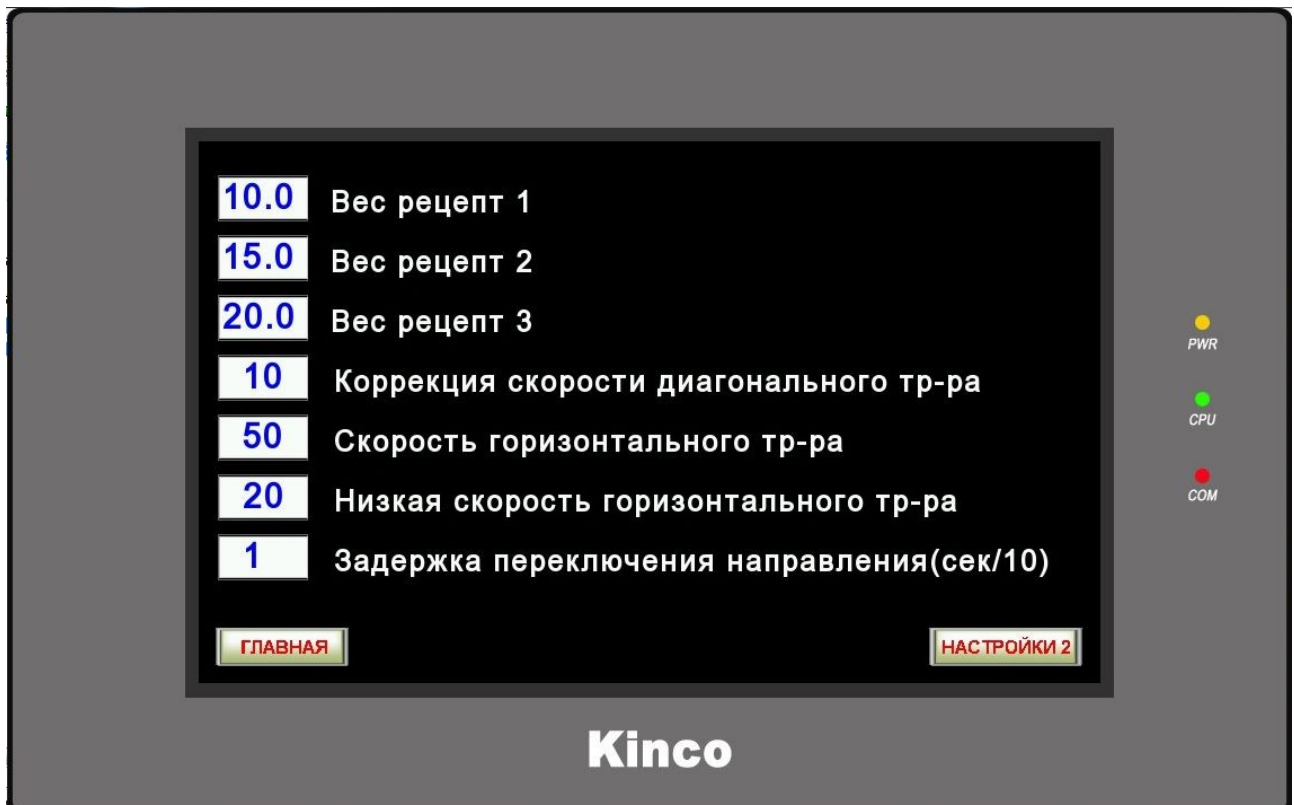 10.0 Вес рецепт 1
15.0 Вес рецепт 2
20.0 Вес рецепт 3
10 Коррекция скорости диагонального тр-ра
50 Скорость горизонтального тр-ра
20 Низкая скорость горизонтального тр-ра
1 Задержка переключения направления(сек/10)
ГЛАВНАЯ
НАСТРОЙКИ 2
PWR
CPU
COM
Kinco